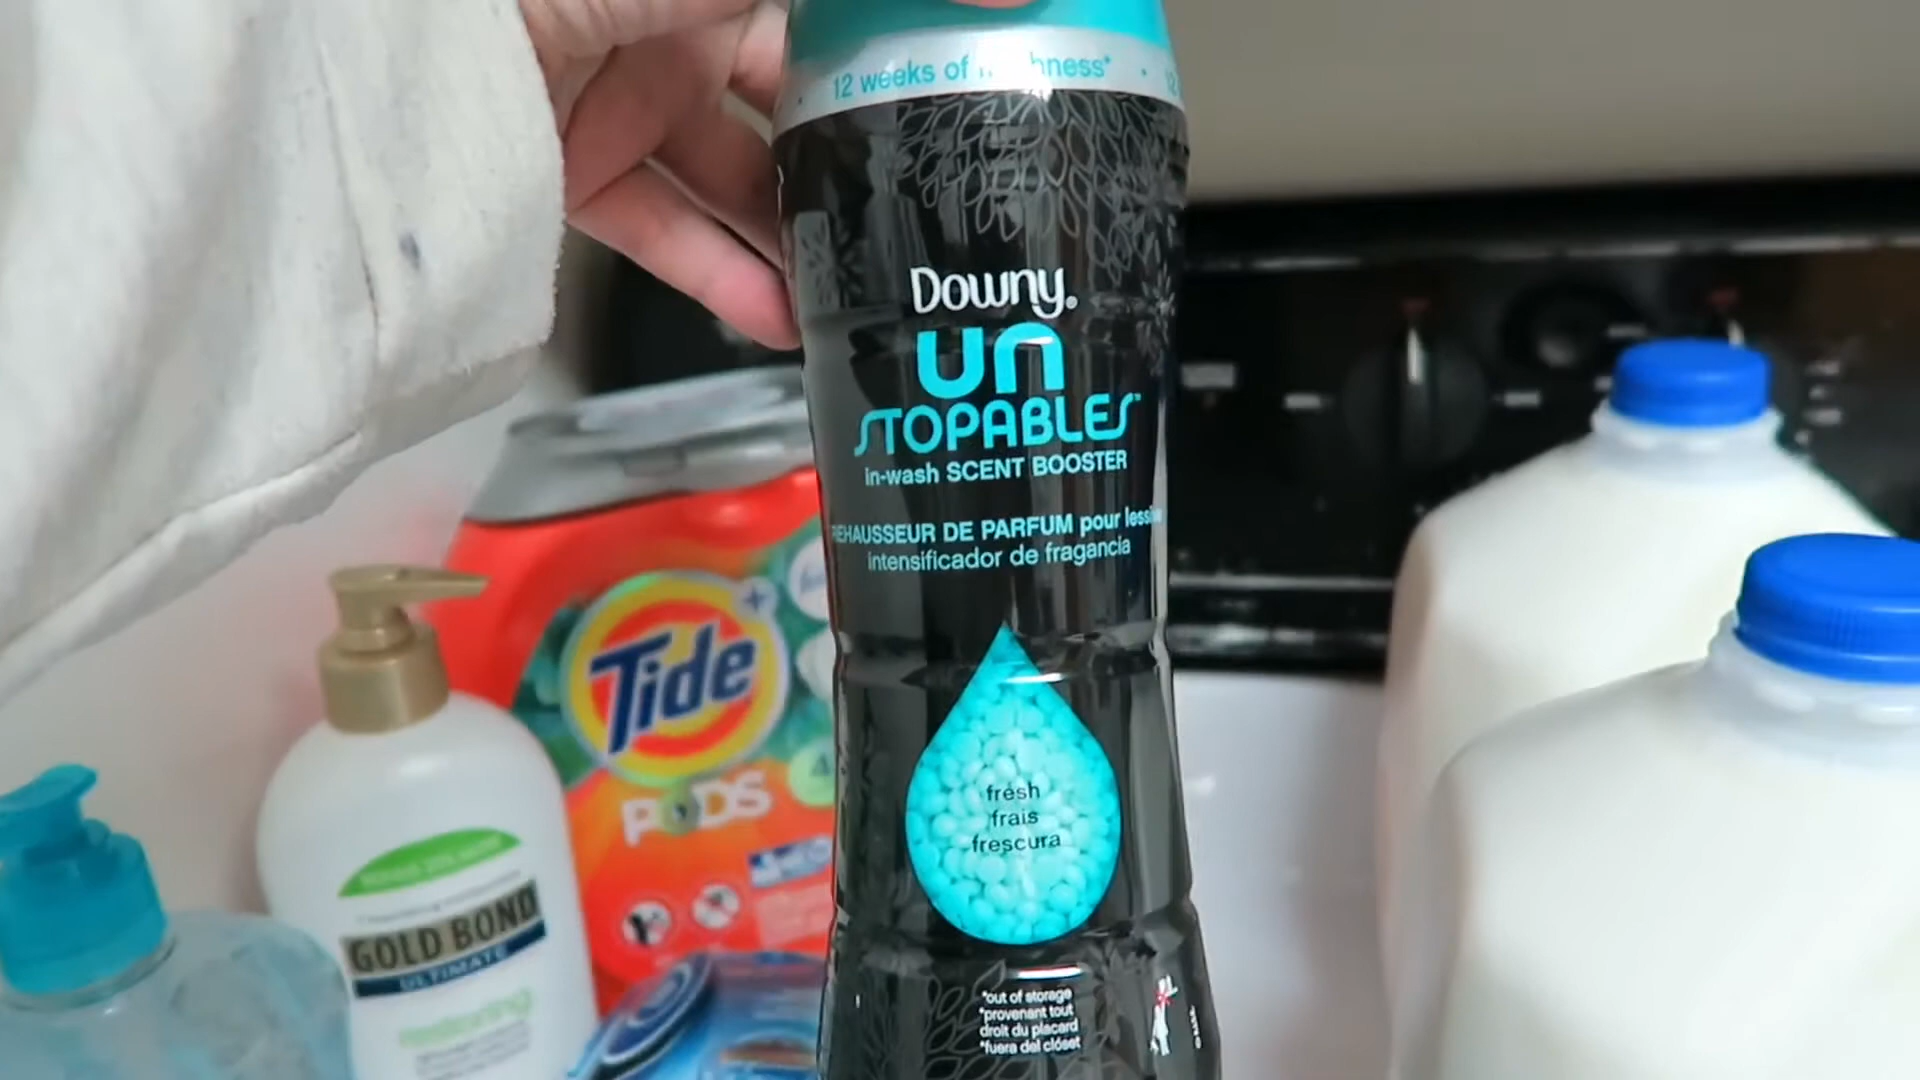 12 weeks of
Downy
UN
STOPABLES
in-wash SCENT BOOSTER
REHAUSSEUR DE PARFUM pour
intensificador de fragancia
fresh
frais
frescura
*out of storage
*provenant tout
droit du placard
*fuera del clóset
Tide
PODS
GOLD BOND
ULTIMATE
restoring